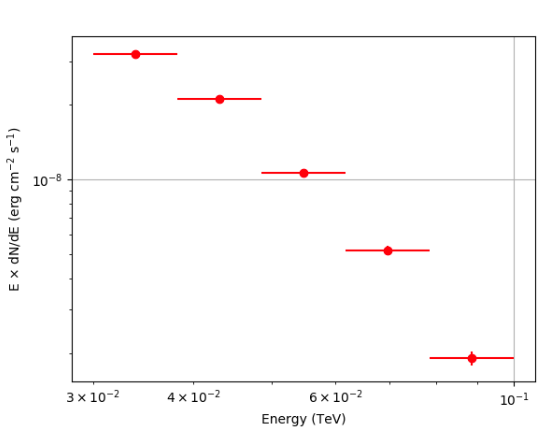 E × dN/dE (erg cm⁻² s⁻¹)
10⁻⁸
3 × 10⁻²
4 × 10⁻²
6 × 10⁻²
10⁻¹
Energy (TeV)